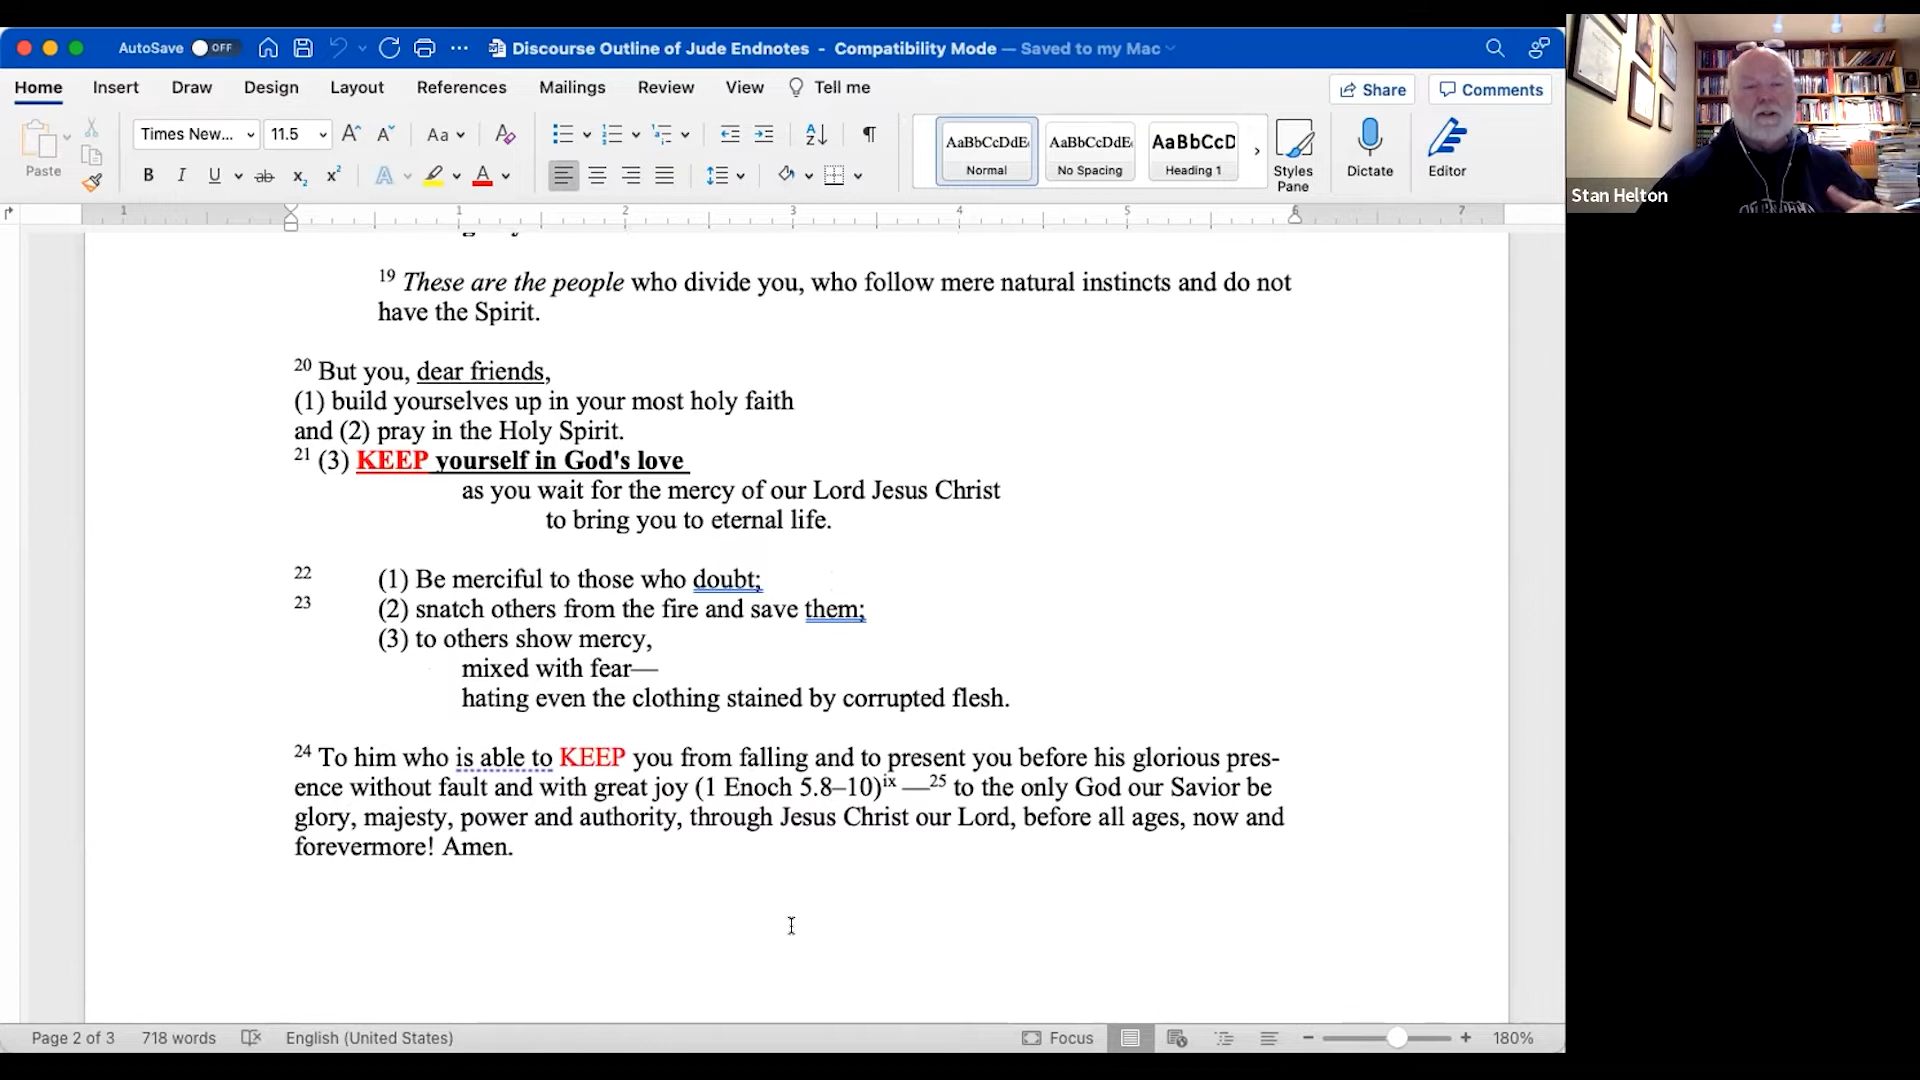 AutoSave OFF
Discourse Outline of Jude Endnotes - Compatibility Mode — Saved to my Mac
Home Insert Draw Design Layout References Mailings Review View Tell me
Share Comments
Paste
Times New... 11.5
AaBbCcDdE AaBbCcDdE AaBbCcD
Normal No Spacing Heading 1
Styles Pane
Dictate
Editor
Stan Helton
1 1 2 3 4 5 6 7
19 These are the people who divide you, who follow mere natural instincts and do not
have the Spirit.
20 But you, dear friends,
(1) build yourselves up in your most holy faith
and (2) pray in the Holy Spirit.
21 (3) KEEP yourself in God's love
as you wait for the mercy of our Lord Jesus Christ
to bring you to eternal life.
22 (1) Be merciful to those who doubt;
23 (2) snatch others from the fire and save them;
(3) to others show mercy,
mixed with fear—
hating even the clothing stained by corrupted flesh.
24 To him who is able to KEEP you from falling and to present you before his glorious pres-
ence without fault and with great joy (1 Enoch 5.8–10)ix —25 to the only God our Savior be
glory, majesty, power and authority, through Jesus Christ our Lord, before all ages, now and
forevermore! Amen.
Page 2 of 3 718 words English (United States) Focus 180%